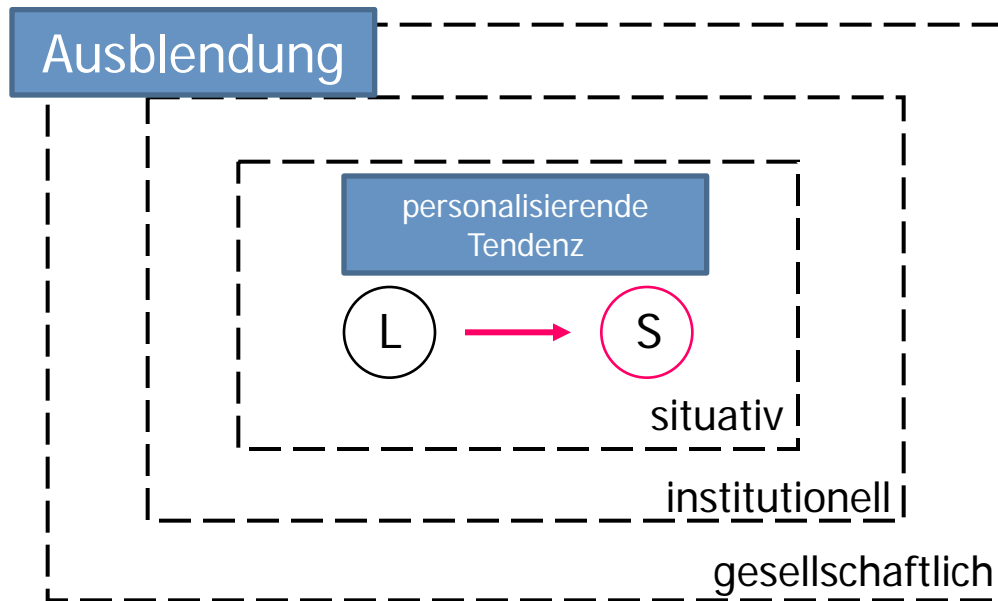 Ausblendung
personalisierende
Tendenz
L
S
situativ
institutionell
gesellschaftlich